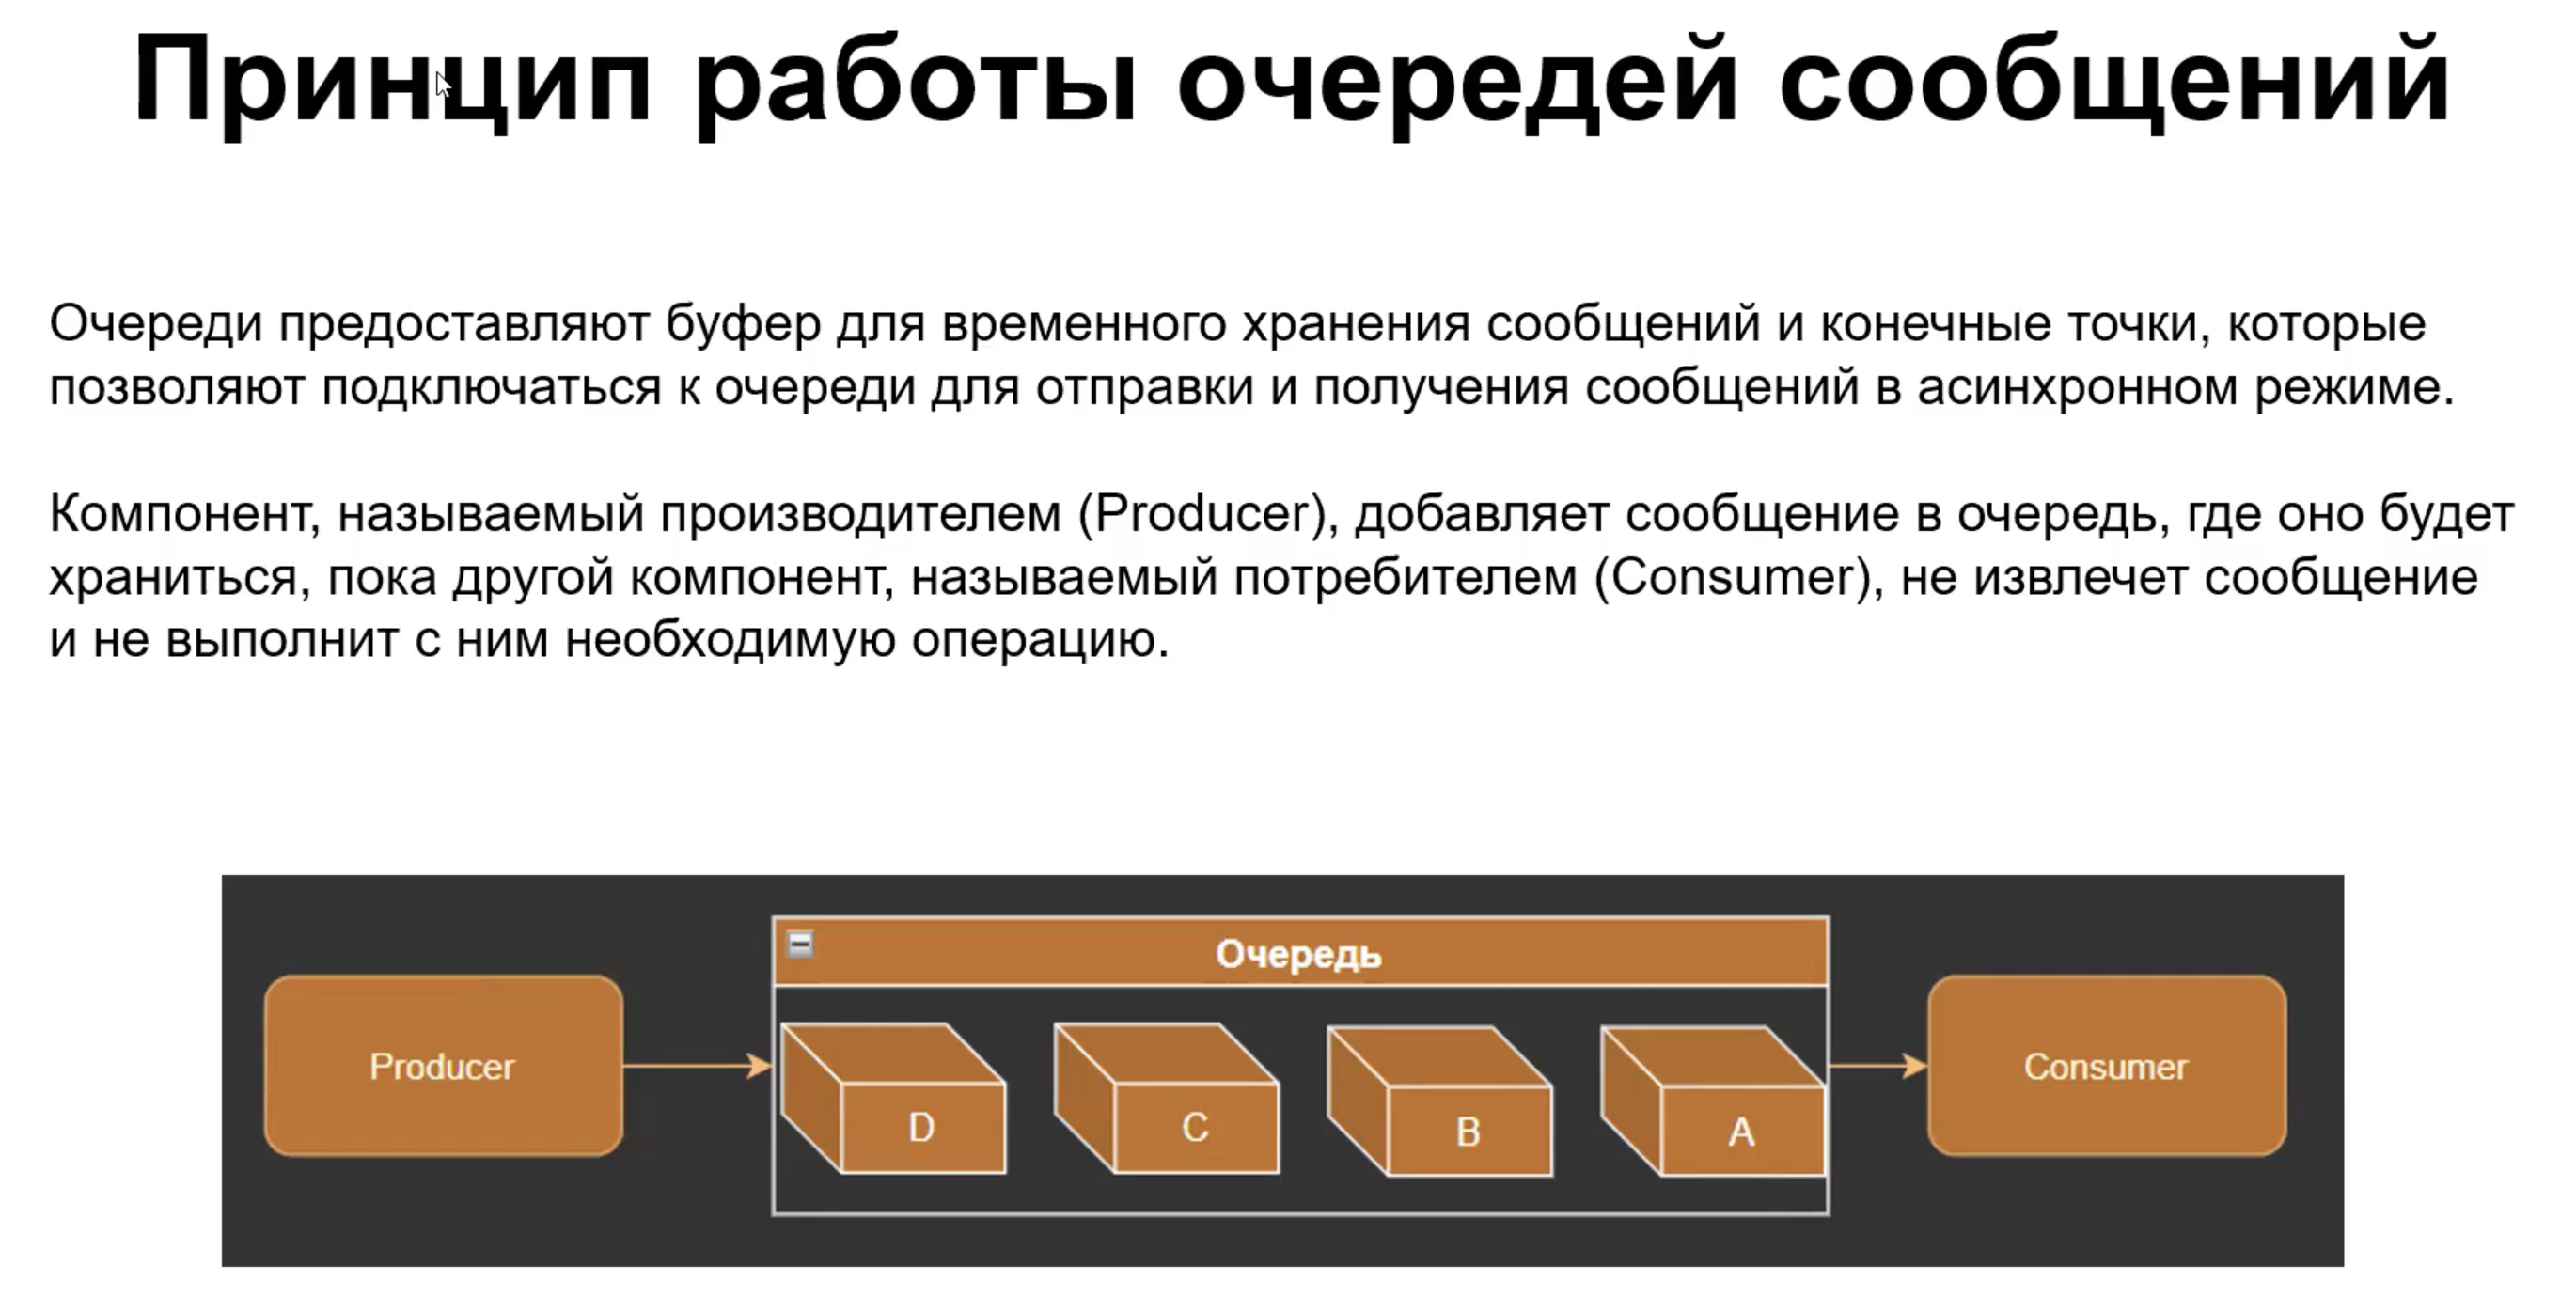 Принцип работы очередей сообщений
Очереди предоставляют буфер для временного хранения сообщений и конечные точки, которые
позволяют подключаться к очереди для отправки и получения сообщений в асинхронном режиме.
Компонент, называемый производителем (Producer), добавляет сообщение в очередь, где оно будет
храниться, пока другой компонент, называемый потребителем (Consumer), не извлечет сообщение
и не выполнит с ним необходимую операцию.
Очередь
Producer
D
C
B
A
Consumer